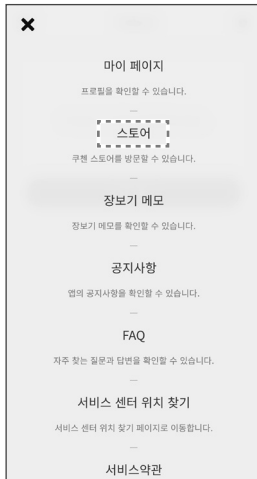 마이 페이지
프로필을 확인할 수 있습니다.
스토어
쿠첸 스토어를 방문할 수 있습니다.
장보기 메모
장보기 메모를 확인할 수 있습니다.
공지사항
앱의 공지사항을 확인할 수 있습니다.
FAQ
자주 찾는 질문과 답변을 확인할 수 있습니다.
서비스 센터 위치 찾기
서비스 센터 위치 찾기 페이지로 이동합니다.
서비스약관